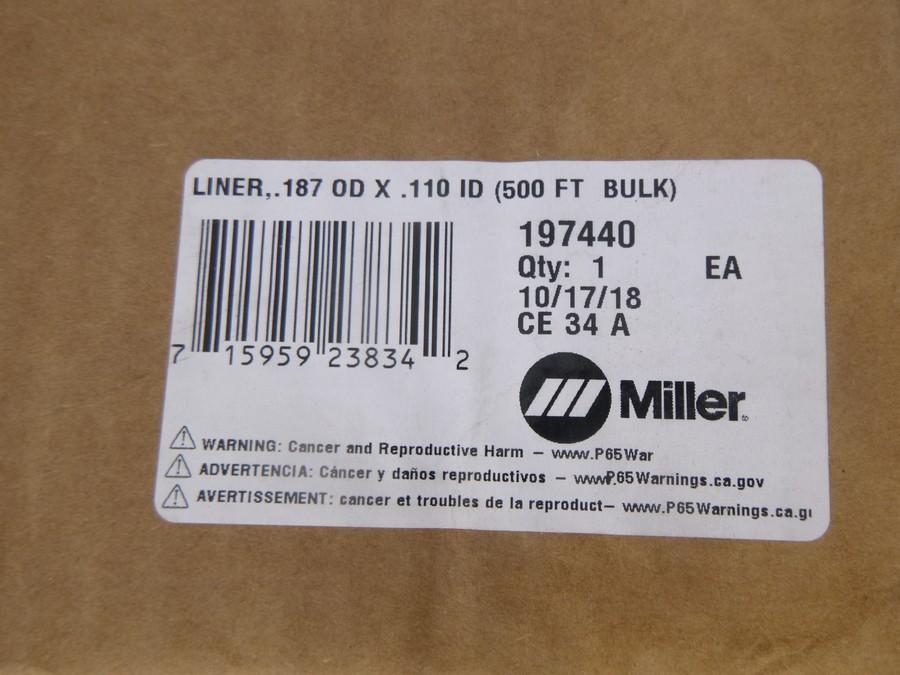 LINER,.187 OD X .110 ID (500 FT BULK)
197440
Qty: 1 EA
10/17/18
CE 34 A
7 15959 23834 2
Miller
WARNING: Cancer and Reproductive Harm – www.P65War
ADVERTENCIA: Cáncer y daños reproductivos – www.P65Warnings.ca.gov
AVERTISSEMENT: cancer et troubles de la reproduct– www.P65Warnings.ca.g